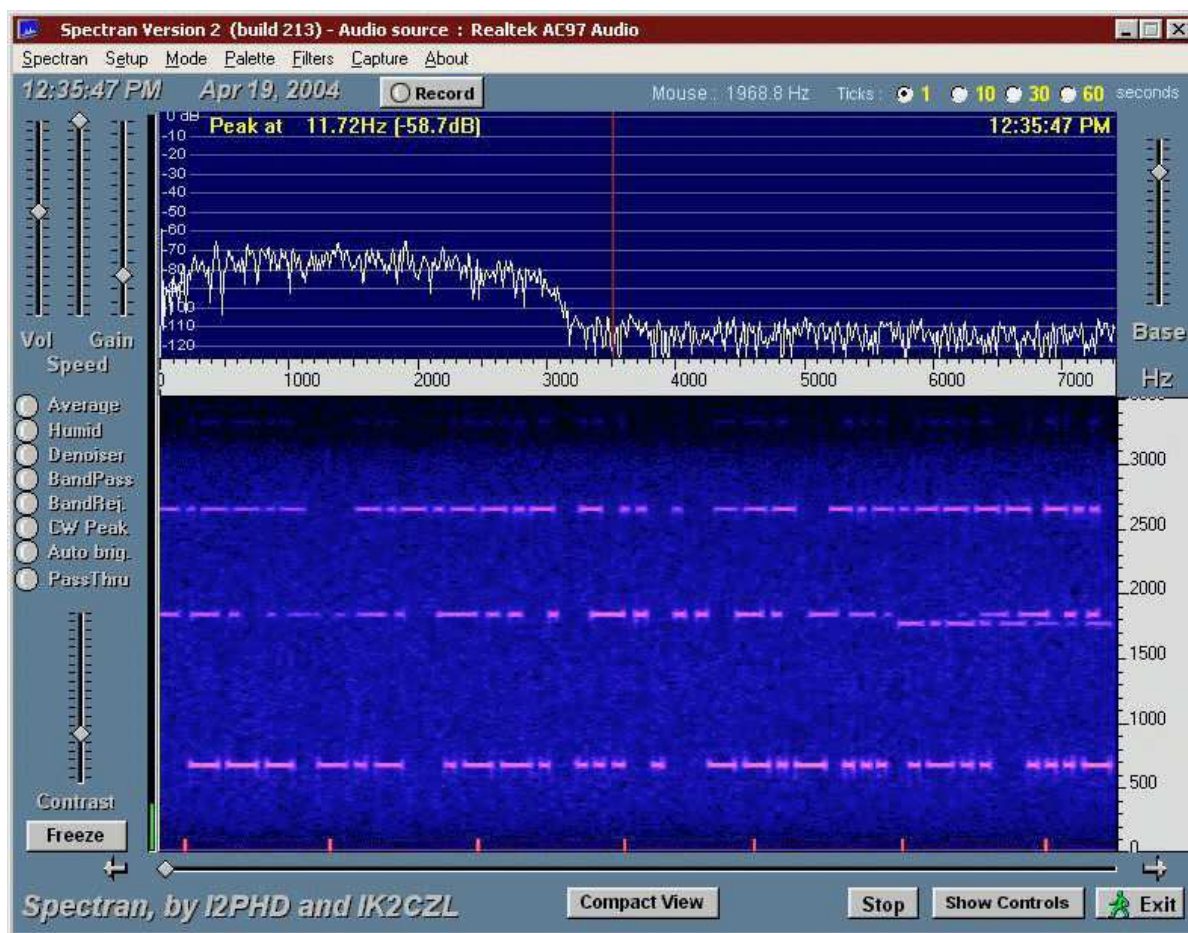 Spectran Version 2 (build 213) - Audio source : Realtek AC97 Audio
Spectran Setup Mode Palette Filters Capture About
12:35:47 PM Apr 19, 2004 Record Mouse : 1968.8 Hz Ticks : 1 10 30 60 seconds
0 dB Peak at 11.72Hz (-58.7dB) 12:35:47 PM
-10
-20
-30
-40
-50
-60
-70
-80
-90
-100
-110
-120
Vol Gain
Speed
Base
0 1000 2000 3000 4000 5000 6000 7000 Hz
Average
Humid
Denoiser
BandPass
BandRej.
CW Peak
Auto brig.
PassThru
3000
2500
2000
1500
1000
500
0
Contrast
Freeze
Spectran, by I2PHD and IK2CZL Compact View Stop Show Controls Exit